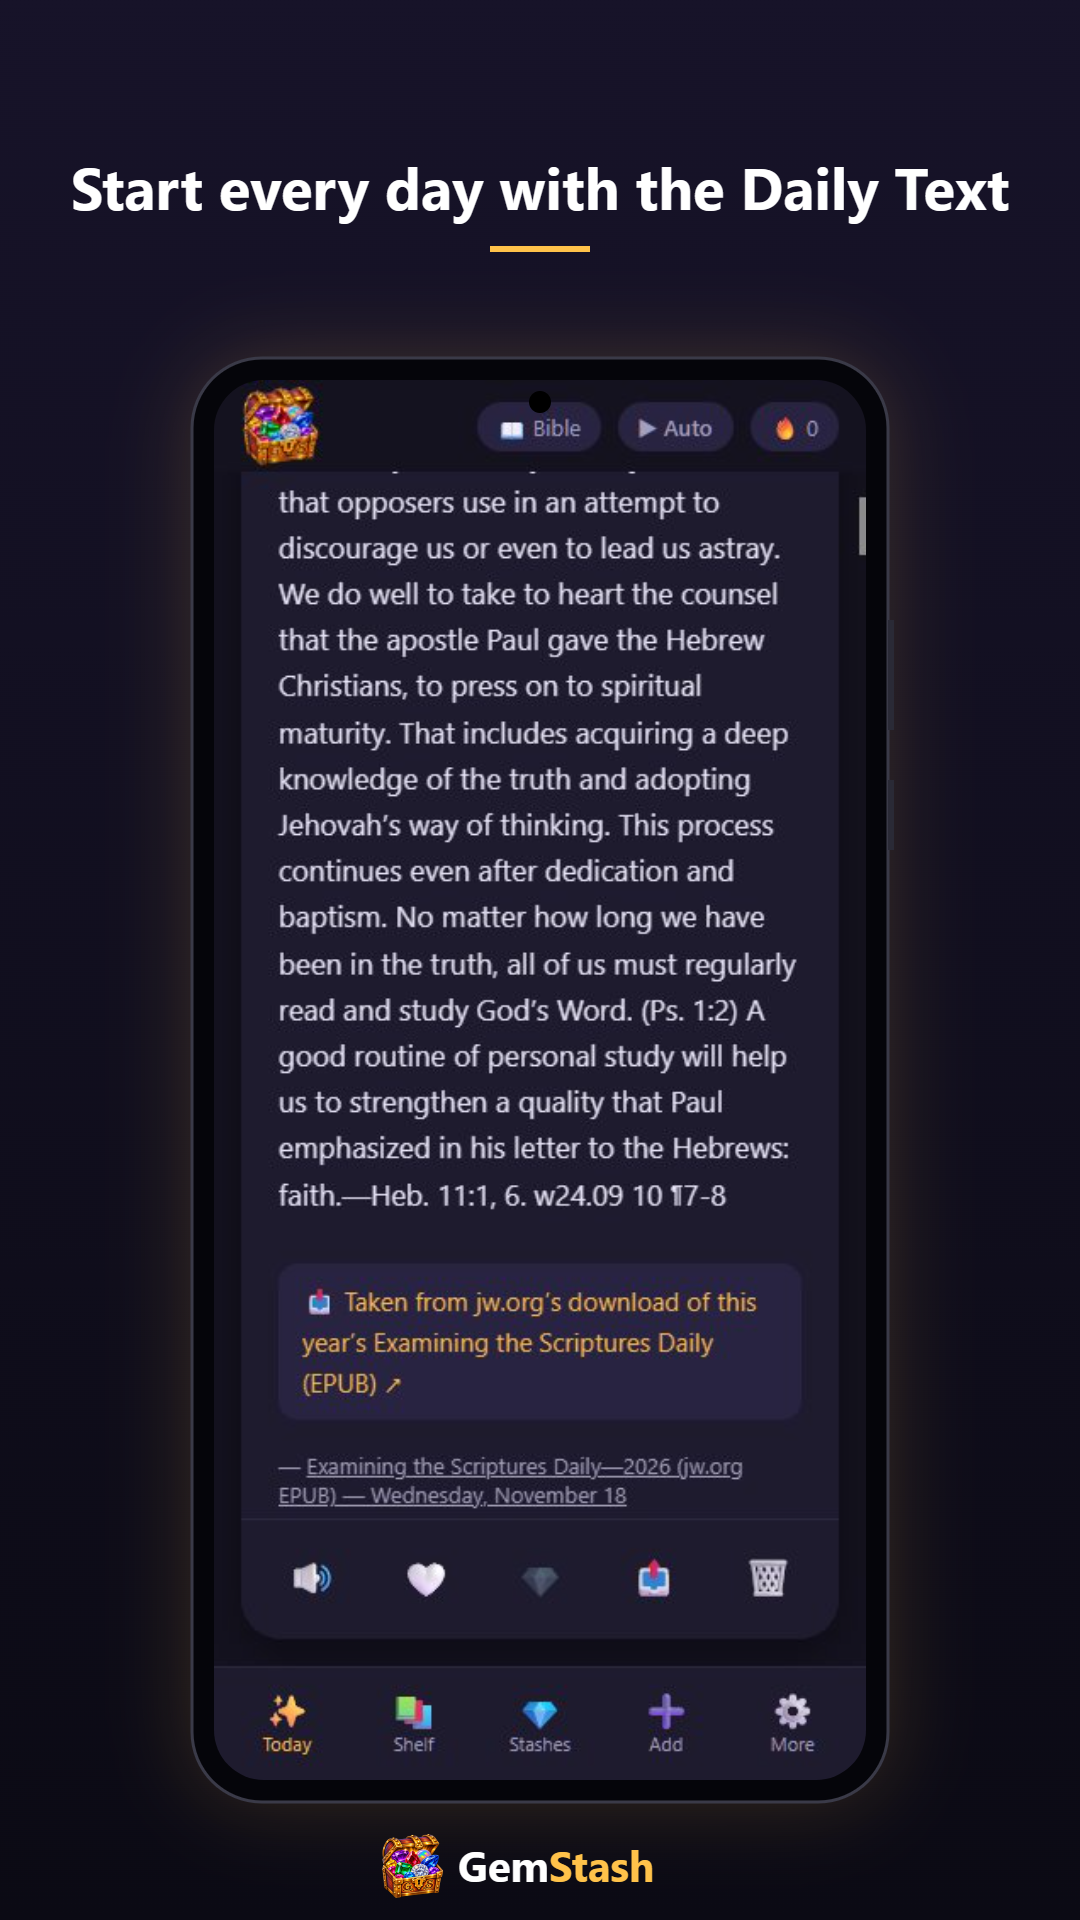 Start every day with the Daily Text
Bible
Auto
0
that opposers use in an attempt to
discourage us or even to lead us astray.
We do well to take to heart the counsel
that the apostle Paul gave the Hebrew
Christians, to press on to spiritual
maturity. That includes acquiring a deep
knowledge of the truth and adopting
Jehovah’s way of thinking. This process
continues even after dedication and
baptism. No matter how long we have
been in the truth, all of us must regularly
read and study God’s Word. (Ps. 1:2) A
good routine of personal study will help
us to strengthen a quality that Paul
emphasized in his letter to the Hebrews:
faith.—Heb. 11:1, 6. w24.09 10 ¶7-8
Taken from jw.org’s download of this
year’s Examining the Scriptures Daily
(EPUB) ↗
— Examining the Scriptures Daily—2026 (jw.org
EPUB) — Wednesday, November 18
Today
Shelf
Stashes
Add
More
GemStash